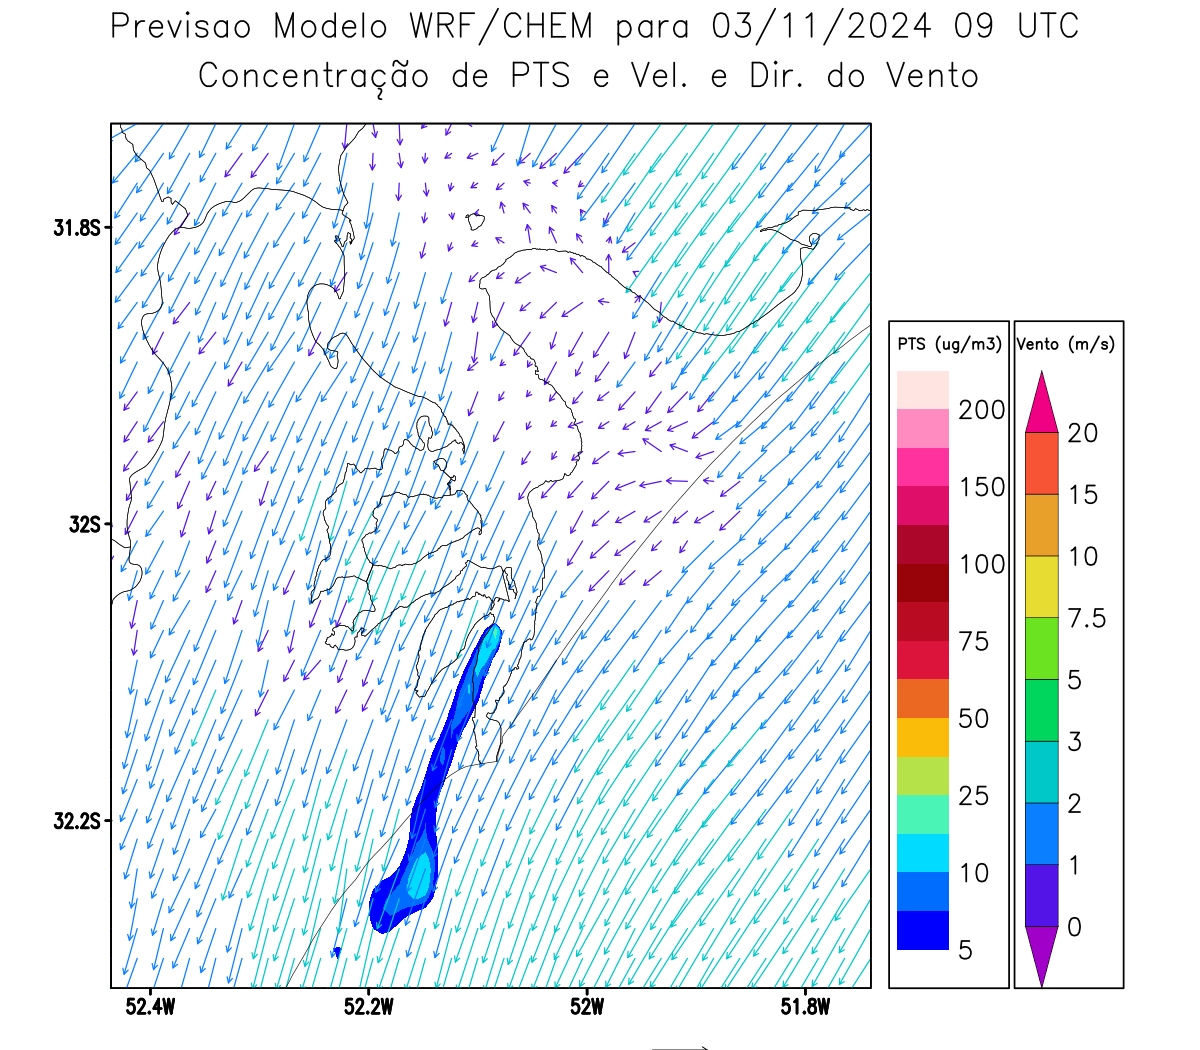 Previsao Modelo WRF/CHEM para 03/11/2024 09 UTC
Concentração de PTS e Vel. e Dir. do Vento
31.8S
32S
32.2S
52.4W
52.2W
52W
51.8W
PTS (ug/m3)
200
150
100
75
50
25
10
5
Vento (m/s)
20
15
10
7.5
5
3
2
1
0